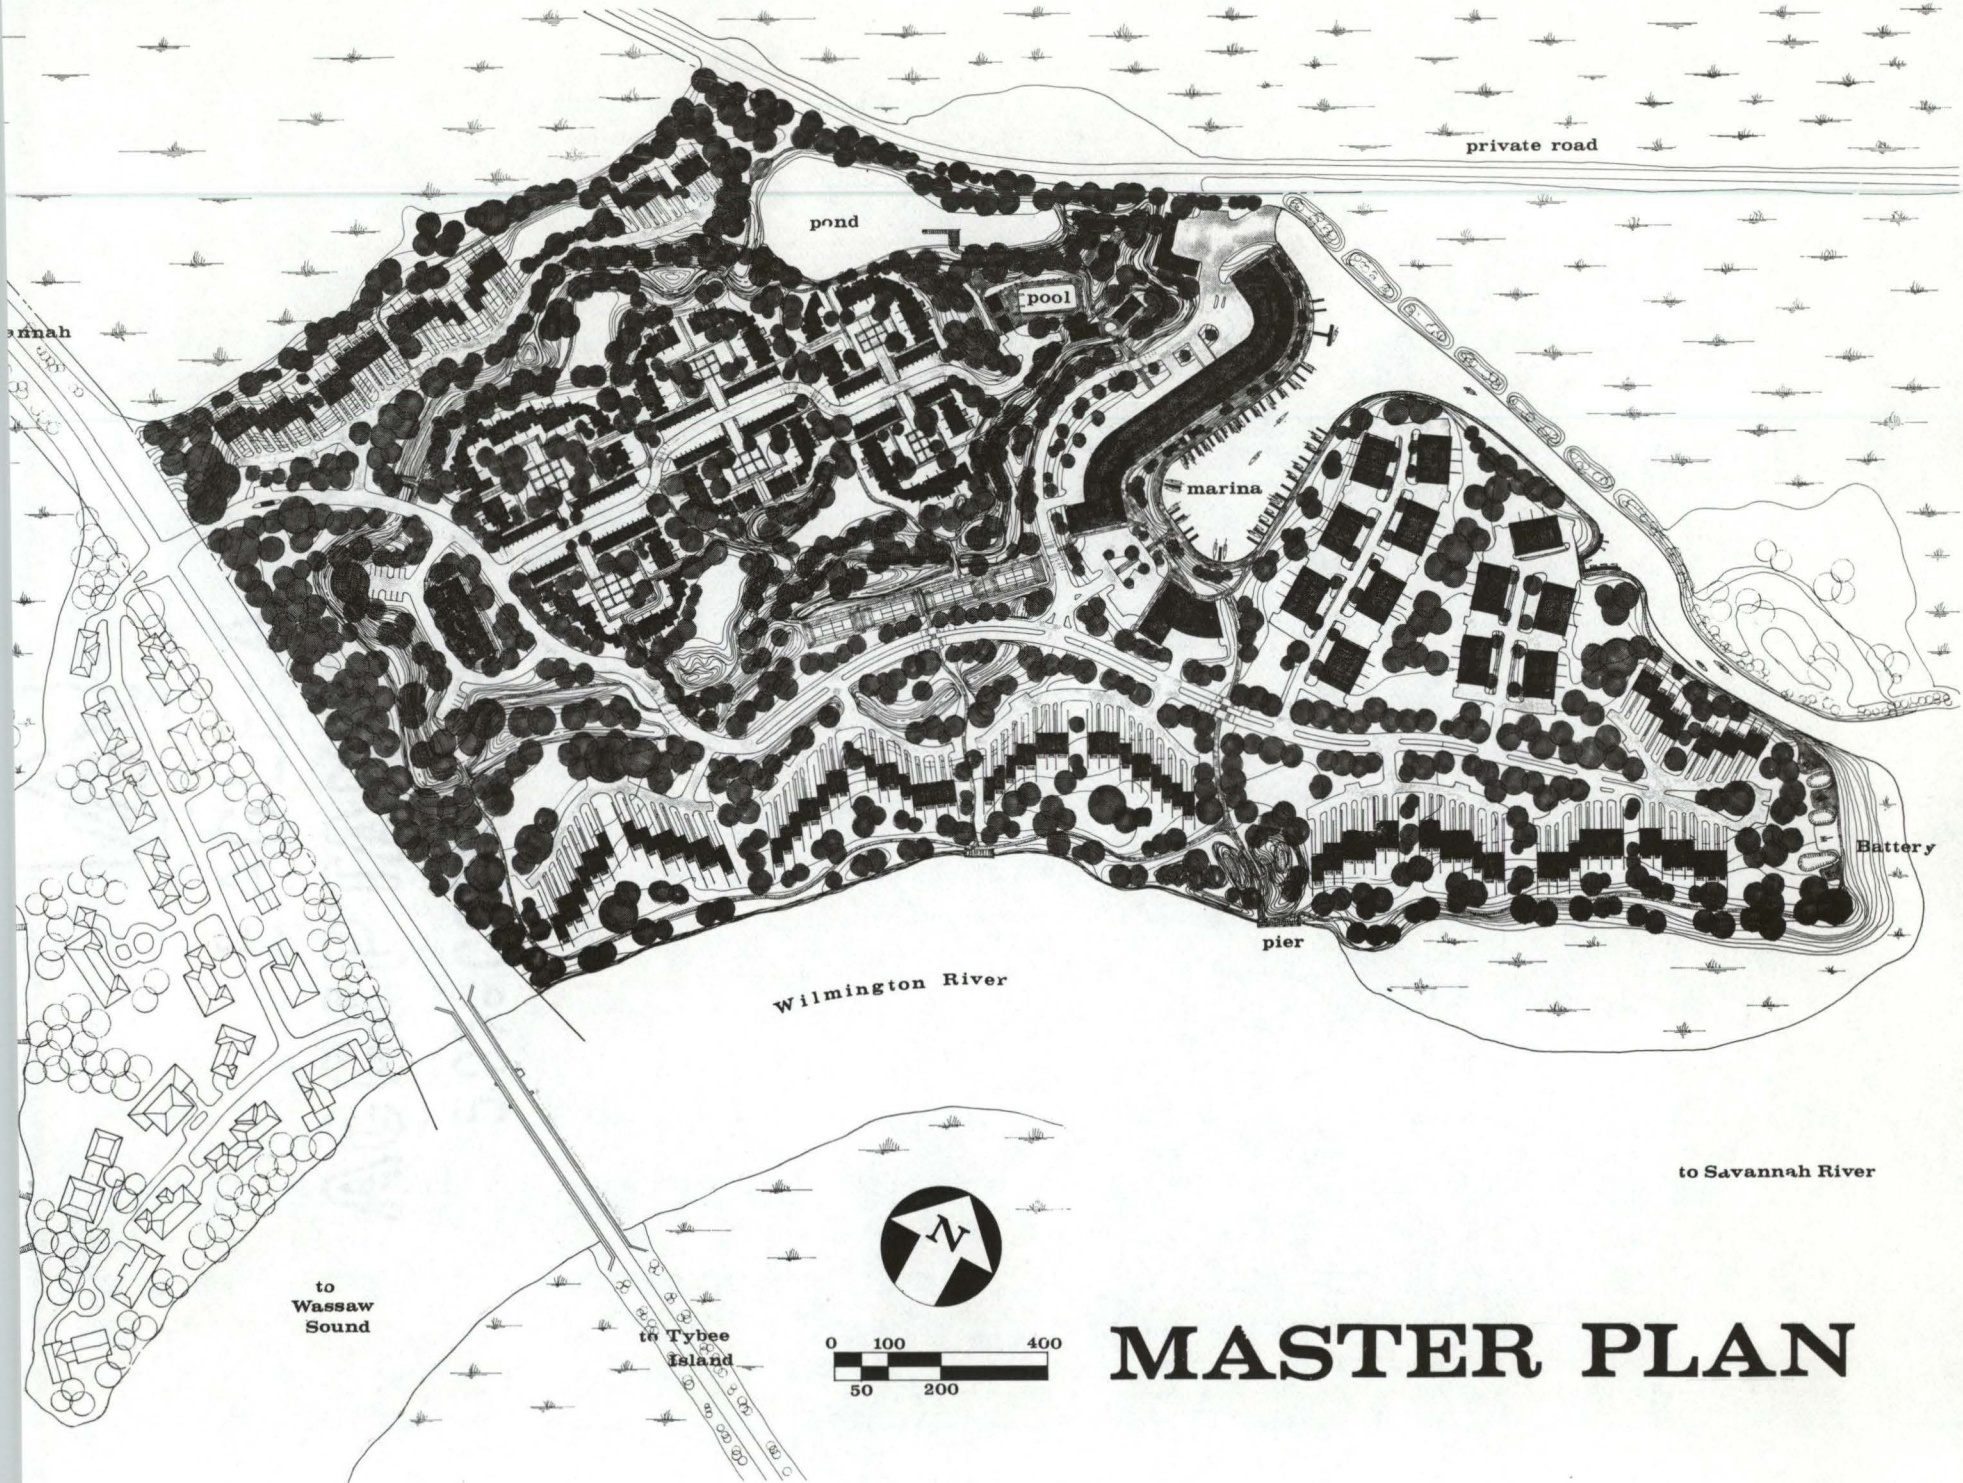 private road
pond
pool
annah
marina
Battery
pier
Wilmington River
to Savannah River
N
to
Wassaw
Sound
to Tybee
Island
0 100 400
50 200
MASTER PLAN